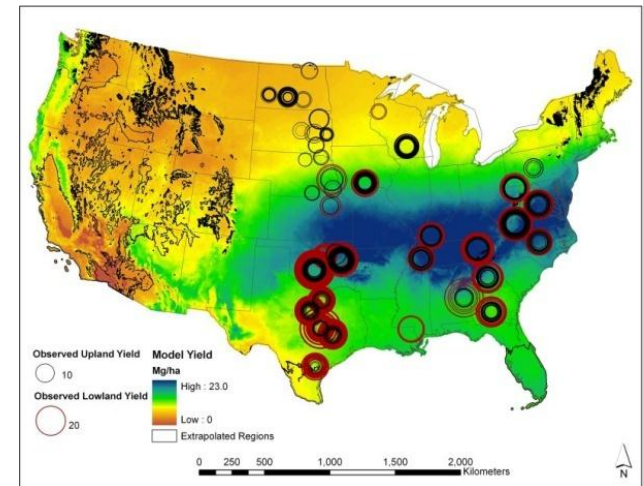 Observed Upland Yield
10
Observed Lowland Yield
20
Model Yield
Mg/ha
High : 23.0
Low : 0
Extrapolated Regions
0 250 500 1,000 1,500 2,000
Kilometers
N